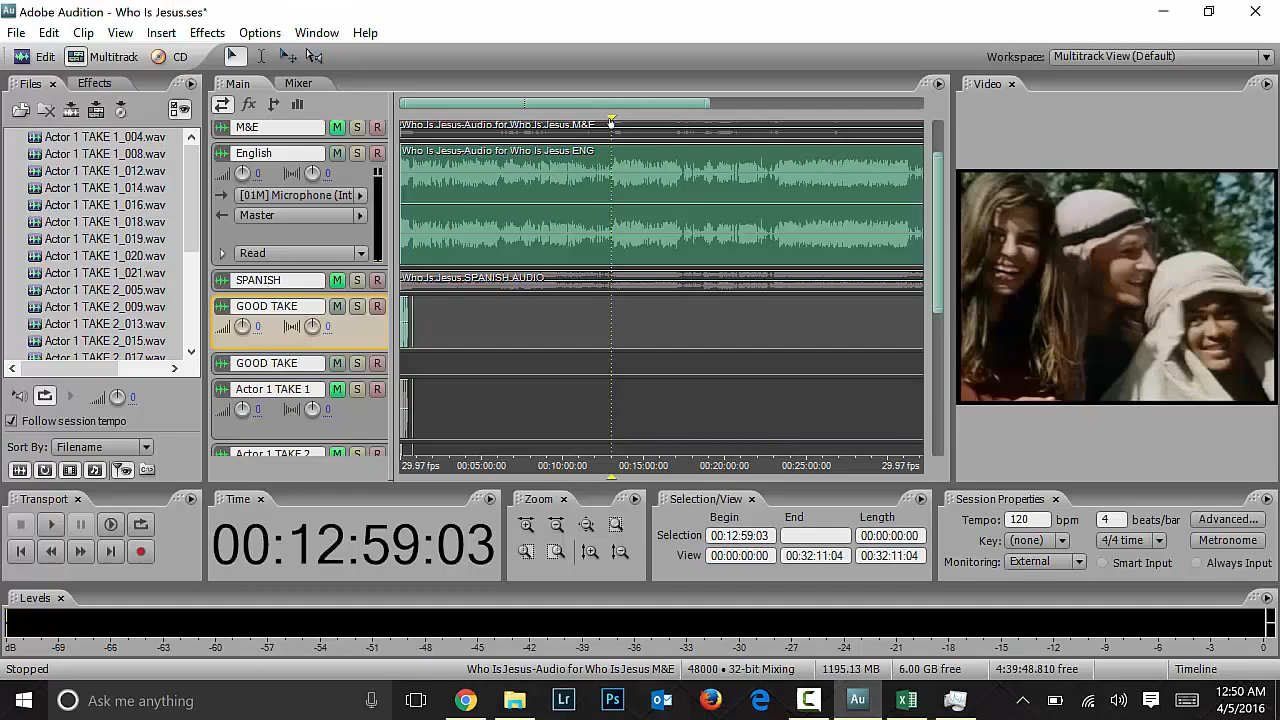 Au Adobe Audition - Who Is Jesus.ses*
File Edit Clip View Insert Effects Options Window Help
Edit Multitrack CD Workspace: Multitrack View (Default)
Files Effects Main Mixer Video
fx
Actor 1 TAKE 1_004.wav
Actor 1 TAKE 1_008.wav
Actor 1 TAKE 1_012.wav
Actor 1 TAKE 1_014.wav
Actor 1 TAKE 1_016.wav
Actor 1 TAKE 1_018.wav
Actor 1 TAKE 1_019.wav
Actor 1 TAKE 1_020.wav
Actor 1 TAKE 1_021.wav
Actor 1 TAKE 2_005.wav
Actor 1 TAKE 2_009.wav
Actor 1 TAKE 2_013.wav
Actor 1 TAKE 2_015.wav
Actor 1 TAKE 2_017.wav
0
Follow session tempo
Sort By: Filename
M&E M S R Who Is Jesus-Audio for Who Is Jesus M&E
English M S R Who Is Jesus-Audio for Who Is Jesus ENG
0 0
[01M] Microphone (Int
Master
Read
SPANISH M S R Who Is Jesus SPANISH AUDIO
GOOD TAKE M S R
0 0
GOOD TAKE M S R
Actor 1 TAKE 1 M S R
0 0
Actor 1 TAKE 2
29.97 fps 00:05:00:00 00:10:00:00 00:15:00:00 00:20:00:00 00:25:00:00 29.97 fps
Transport Time Zoom Selection/View Session Properties
00:12:59:03
Begin End Length
Selection 00:12:59:03 00:00:00:00
View 00:00:00:00 00:32:11:04 00:32:11:04
Tempo: 120 bpm 4 beats/bar Advanced...
Key: (none) 4/4 time Metronome
Monitoring: External Smart Input Always Input
Levels
dB -69 -66 -63 -60 -57 -54 -51 -48 -45 -42 -39 -36 -33 -30 -27 -24 -21 -18 -15 -12 -9 -6 -3 0
Stopped Who Is Jesus-Audio for Who Is Jesus M&E 48000 • 32-bit Mixing 1195.13 MB 6.00 GB free 4:39:48.810 free Timeline
Ask me anything Lr Ps Au 12:50 AM
4/5/2016